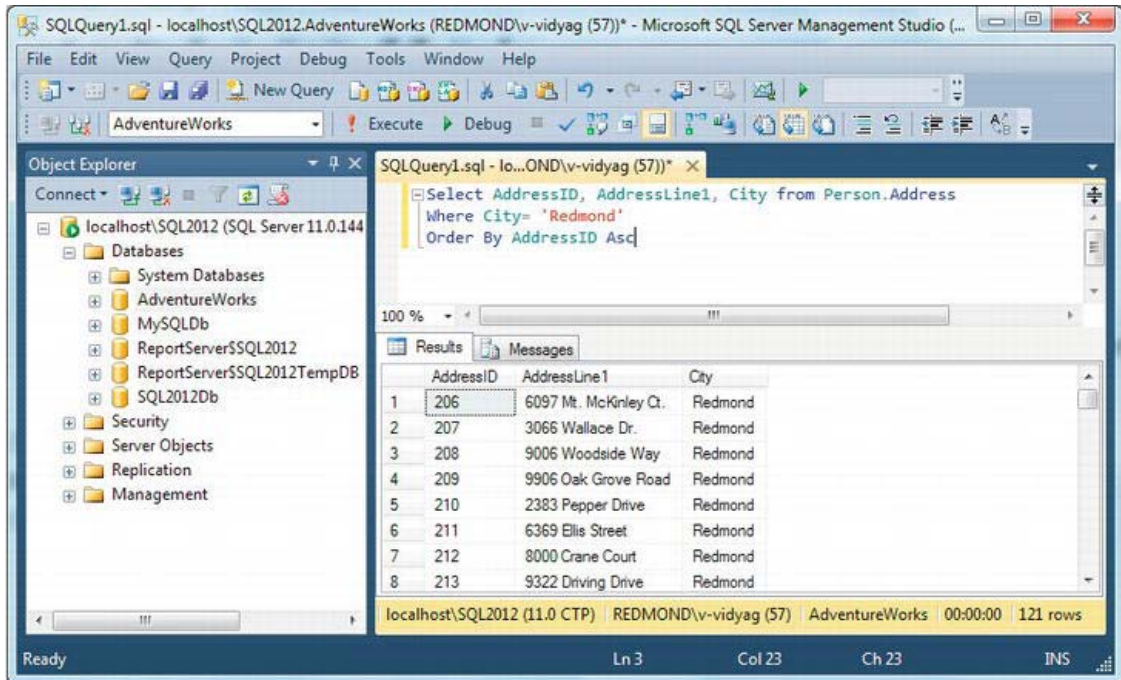 SQLQuery1.sql - localhost\SQL2012.AdventureWorks (REDMOND\v-vidyag (57))* - Microsoft SQL Server Management Studio (...
File Edit View Query Project Debug Tools Window Help
New Query
AdventureWorks Execute Debug
Object Explorer
Connect
localhost\SQL2012 (SQL Server 11.0.144
Databases
System Databases
AdventureWorks
MySQLDb
ReportServer$SQL2012
ReportServer$SQL2012TempDB
SQL2012Db
Security
Server Objects
Replication
Management
SQLQuery1.sql - lo...OND\v-vidyag (57))*
Select AddressID, AddressLine1, City from Person.Address
Where City= 'Redmond'
Order By AddressID Asc
100 %
Results Messages
AddressID AddressLine1 City
1 206 6097 Mt. McKinley Ct. Redmond
2 207 3066 Wallace Dr. Redmond
3 208 9006 Woodside Way Redmond
4 209 9906 Oak Grove Road Redmond
5 210 2383 Pepper Drive Redmond
6 211 6369 Ellis Street Redmond
7 212 8000 Crane Court Redmond
8 213 9322 Driving Drive Redmond
localhost\SQL2012 (11.0 CTP) REDMOND\v-vidyag (57) AdventureWorks 00:00:00 121 rows
Ready Ln 3 Col 23 Ch 23 INS